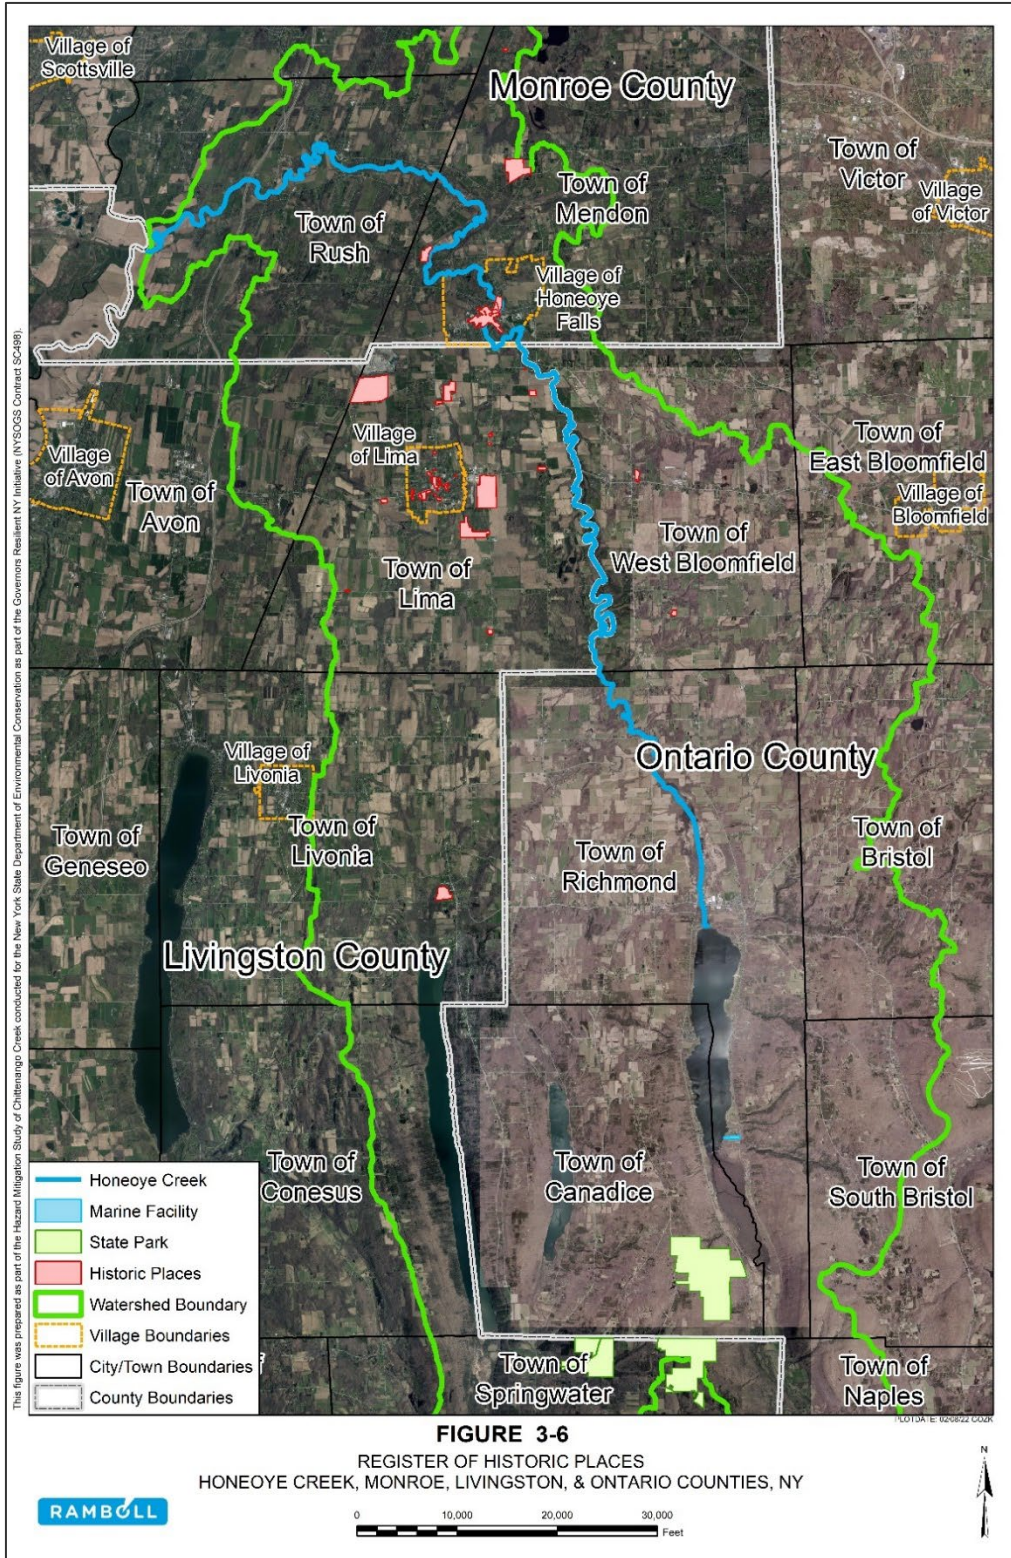 Village of
Scottsville
Monroe County
Town of
Victor
Village
of Victor
Town of
Mendon
Town of
Rush
Village of
Honeoye
Falls
Village
of Avon
Town of
Avon
Village
of Lima
Town of
Lima
Town of
East Bloomfield
Village of
Bloomfield
Town of
West Bloomfield
Village of
Livonia
Ontario County
Town of
Geneseo
Town of
Livonia
Town of
Richmond
Town of
Bristol
Livingston County
Town of
Conesus
Town of
Canadice
Town of
South Bristol
Town of
Springwater
Town of
Naples
Honeoye Creek
Marine Facility
State Park
Historic Places
Watershed Boundary
Village Boundaries
City/Town Boundaries
County Boundaries
This figure was prepared as part of the Hazard Mitigation Study of Chittenango Creek conducted for the New York State Department of Environmental Conservation as part of the Governors Resilient NY Initiative (NYSOGS Contract SC498).
PLOTDATE: 02/08/22 COZK
FIGURE 3-6
REGISTER OF HISTORIC PLACES
HONEOYE CREEK, MONROE, LIVINGSTON, & ONTARIO COUNTIES, NY
RAMBOLL
0 10,000 20,000 30,000
Feet
N